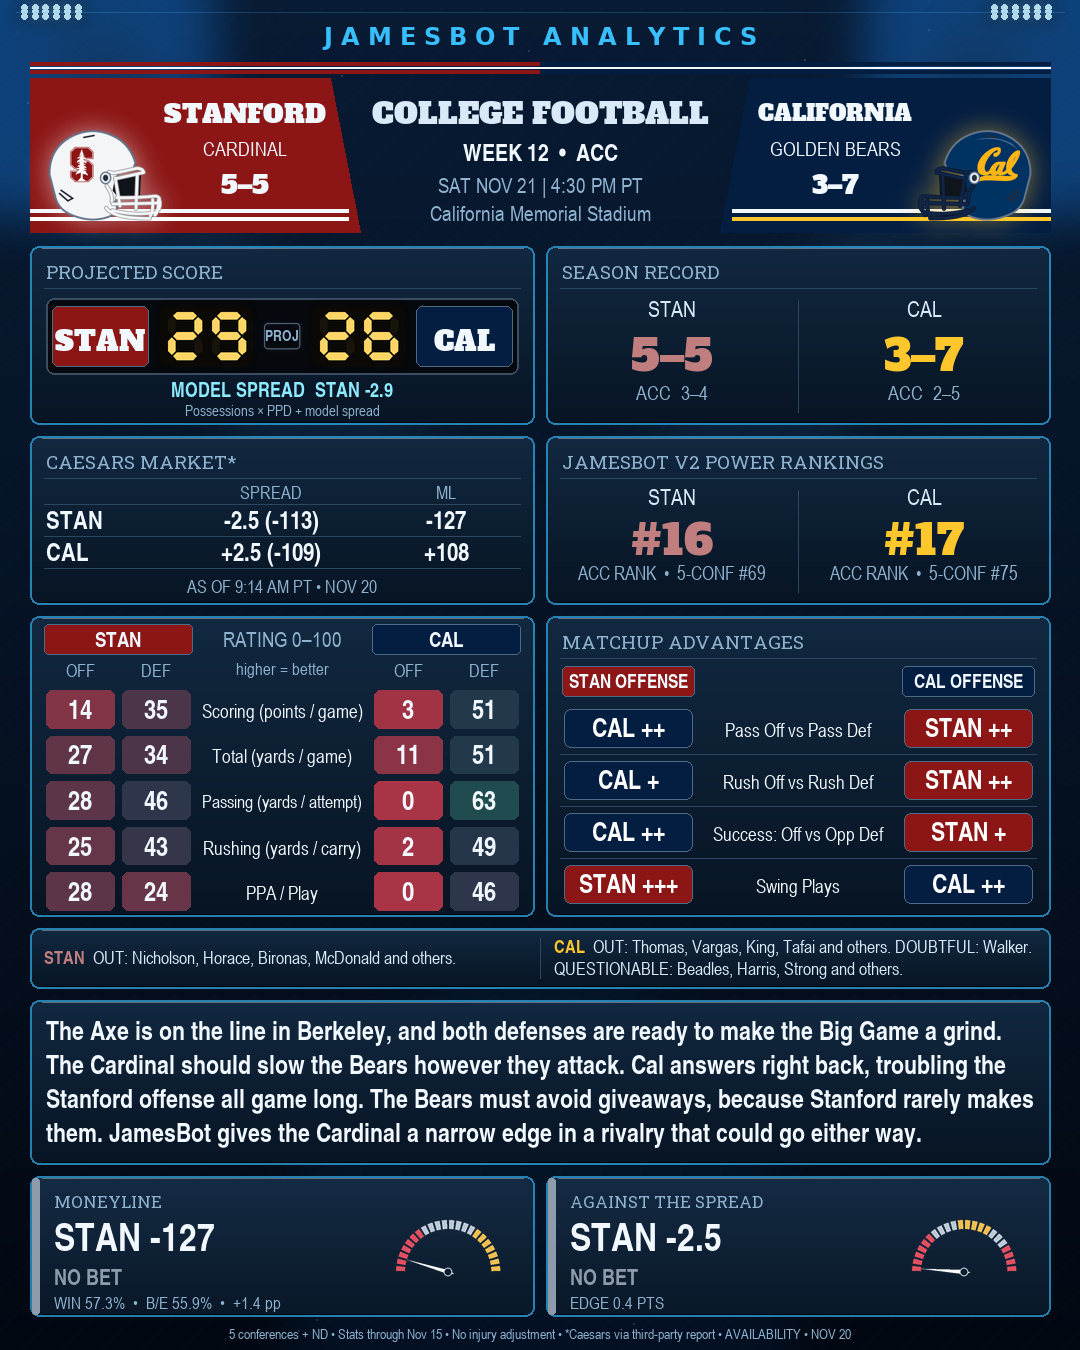 JAMESBOT ANALYTICS
STANFORD
CARDINAL
5–5
COLLEGE FOOTBALL
WEEK 12 • ACC
SAT NOV 21 | 4:30 PM PT
California Memorial Stadium
CALIFORNIA
GOLDEN BEARS
3–7
S
Cal
PROJECTED SCORE
STAN 29 PROJ 26 CAL
MODEL SPREAD STAN -2.9
Possessions × PPD + model spread
SEASON RECORD
STAN CAL
5–5 3–7
ACC 3–4 ACC 2–5
CAESARS MARKET*
SPREAD ML
STAN -2.5 (-113) -127
CAL +2.5 (-109) +108
AS OF 9:14 AM PT • NOV 20
JAMESBOT V2 POWER RANKINGS
STAN CAL
#16 #17
ACC RANK • 5-CONF #69 ACC RANK • 5-CONF #75
STAN RATING 0–100 CAL
OFF DEF higher = better OFF DEF
14 35 Scoring (points / game) 3 51
27 34 Total (yards / game) 11 51
28 46 Passing (yards / attempt) 0 63
25 43 Rushing (yards / carry) 2 49
28 24 PPA / Play 0 46
MATCHUP ADVANTAGES
STAN OFFENSE CAL OFFENSE
CAL ++ Pass Off vs Pass Def STAN ++
CAL + Rush Off vs Rush Def STAN ++
CAL ++ Success: Off vs Opp Def STAN +
STAN +++ Swing Plays CAL ++
STAN OUT: Nicholson, Horace, Bironas, McDonald and others.
CAL OUT: Thomas, Vargas, King, Tafai and others. DOUBTFUL: Walker.
QUESTIONABLE: Beadles, Harris, Strong and others.
The Axe is on the line in Berkeley, and both defenses are ready to make the Big Game a grind.
The Cardinal should slow the Bears however they attack. Cal answers right back, troubling the
Stanford offense all game long. The Bears must avoid giveaways, because Stanford rarely makes
them. JamesBot gives the Cardinal a narrow edge in a rivalry that could go either way.
MONEYLINE
STAN -127
NO BET
WIN 57.3% • B/E 55.9% • +1.4 pp
AGAINST THE SPREAD
STAN -2.5
NO BET
EDGE 0.4 PTS
5 conferences + ND • Stats through Nov 15 • No injury adjustment • *Caesars via third-party report • AVAILABILITY • NOV 20